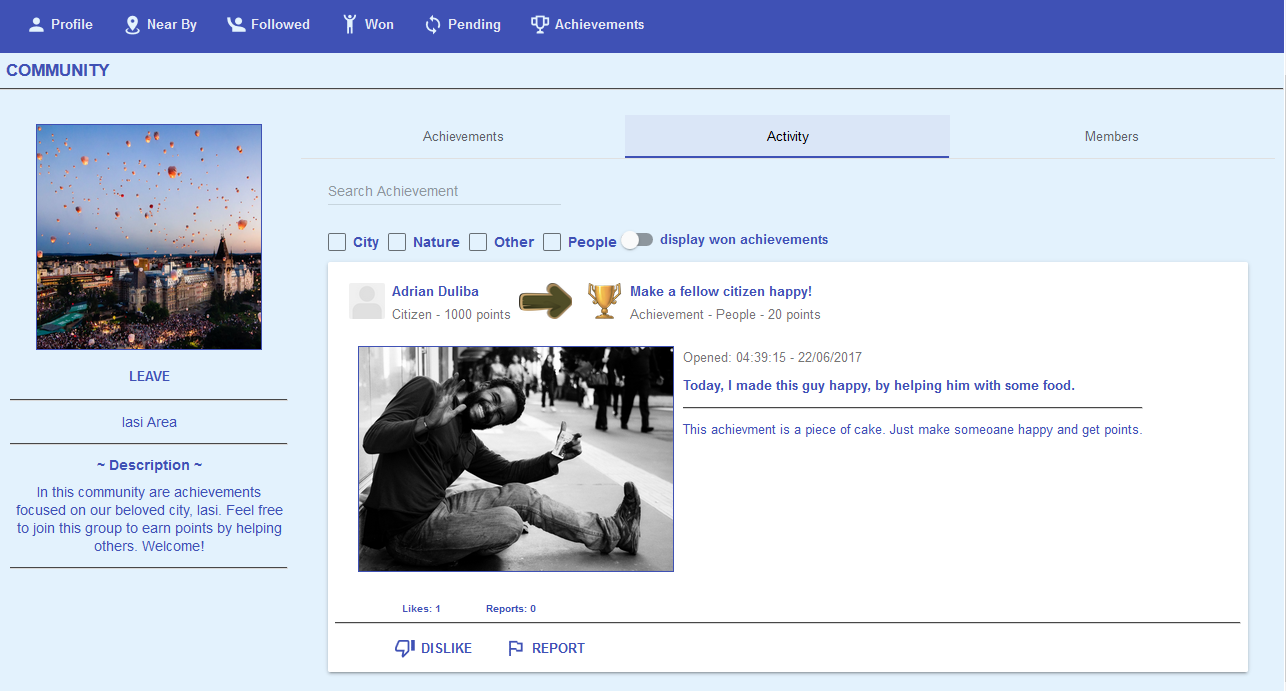 Profile Near By Followed Won Pending Achievements
COMMUNITY
Achievements Activity Members
Search Achievement
City Nature Other People display won achievements
LEAVE
Iasi Area
~ Description ~
In this community are achievements
focused on our beloved city, Iasi. Feel free
to join this group to earn points by helping
others. Welcome!
Adrian Duliba
Citizen - 1000 points
Make a fellow citizen happy!
Achievement - People - 20 points
Opened: 04:39:15 - 22/06/2017
Today, I made this guy happy, by helping him with some food.
This achievment is a piece of cake. Just make someoane happy and get points.
Likes: 1 Reports: 0
DISLIKE REPORT